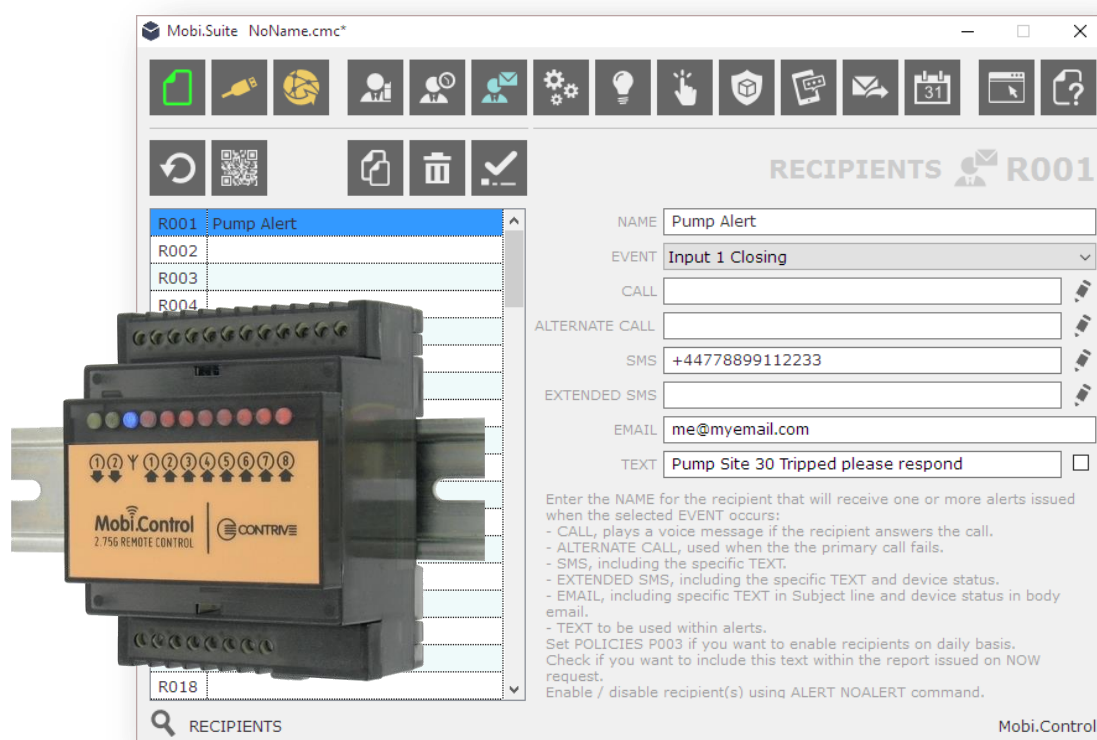 Mobi.Suite NoName.cmc*
31
RECIPIENTS R001
R001 Pump Alert
R002
R003
R004
R018
NAME Pump Alert
EVENT Input 1 Closing
CALL
ALTERNATE CALL
SMS +44778899112233
EXTENDED SMS
EMAIL me@myemail.com
TEXT Pump Site 30 Tripped please respond
Enter the NAME for the recipient that will receive one or more alerts issued
when the selected EVENT occurs:
- CALL, plays a voice message if the recipient answers the call.
- ALTERNATE CALL, used when the the primary call fails.
- SMS, including the specific TEXT.
- EXTENDED SMS, including the specific TEXT and device status.
- EMAIL, including specific TEXT in Subject line and device status in body
email.
- TEXT to be used within alerts.
Set POLICIES P003 if you want to enable recipients on daily basis.
Check if you want to include this text within the report issued on NOW
request.
Enable / disable recipient(s) using ALERT NOALERT command.
1 2 1 2 3 4 5 6 7 8
Mobi.Control
2.75G REMOTE CONTROL
CONTRIVE
RECIPIENTS
Mobi.Control